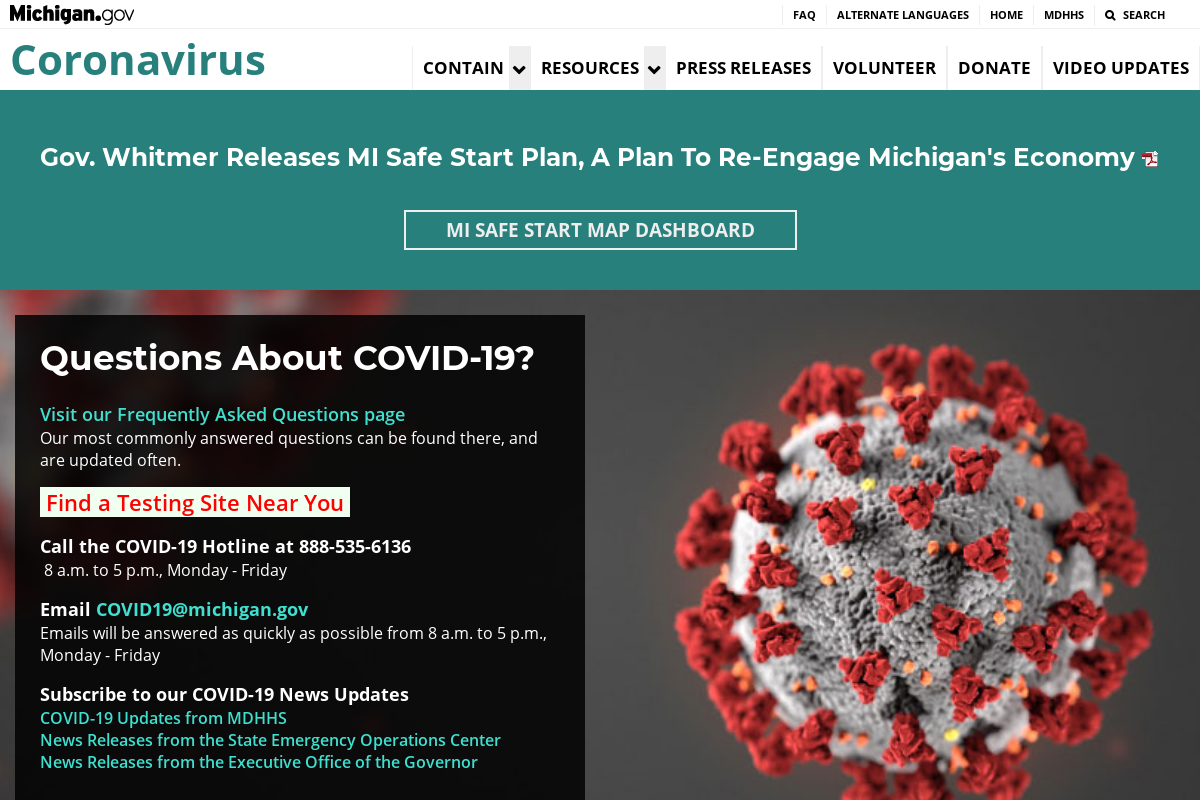 Michigan.gov
FAQ
ALTERNATE LANGUAGES
HOME
MDHHS
SEARCH
Coronavirus
CONTAIN
RESOURCES
PRESS RELEASES
VOLUNTEER
DONATE
VIDEO UPDATES
Gov. Whitmer Releases MI Safe Start Plan, A Plan To Re-Engage Michigan's Economy
MI SAFE START MAP DASHBOARD
Questions About COVID-19?
Visit our Frequently Asked Questions page
Our most commonly answered questions can be found there, and
are updated often.
Find a Testing Site Near You
Call the COVID-19 Hotline at 888-535-6136
8 a.m. to 5 p.m., Monday - Friday
Email COVID19@michigan.gov
Emails will be answered as quickly as possible from 8 a.m. to 5 p.m.,
Monday - Friday
Subscribe to our COVID-19 News Updates
COVID-19 Updates from MDHHS
News Releases from the State Emergency Operations Center
News Releases from the Executive Office of the Governor